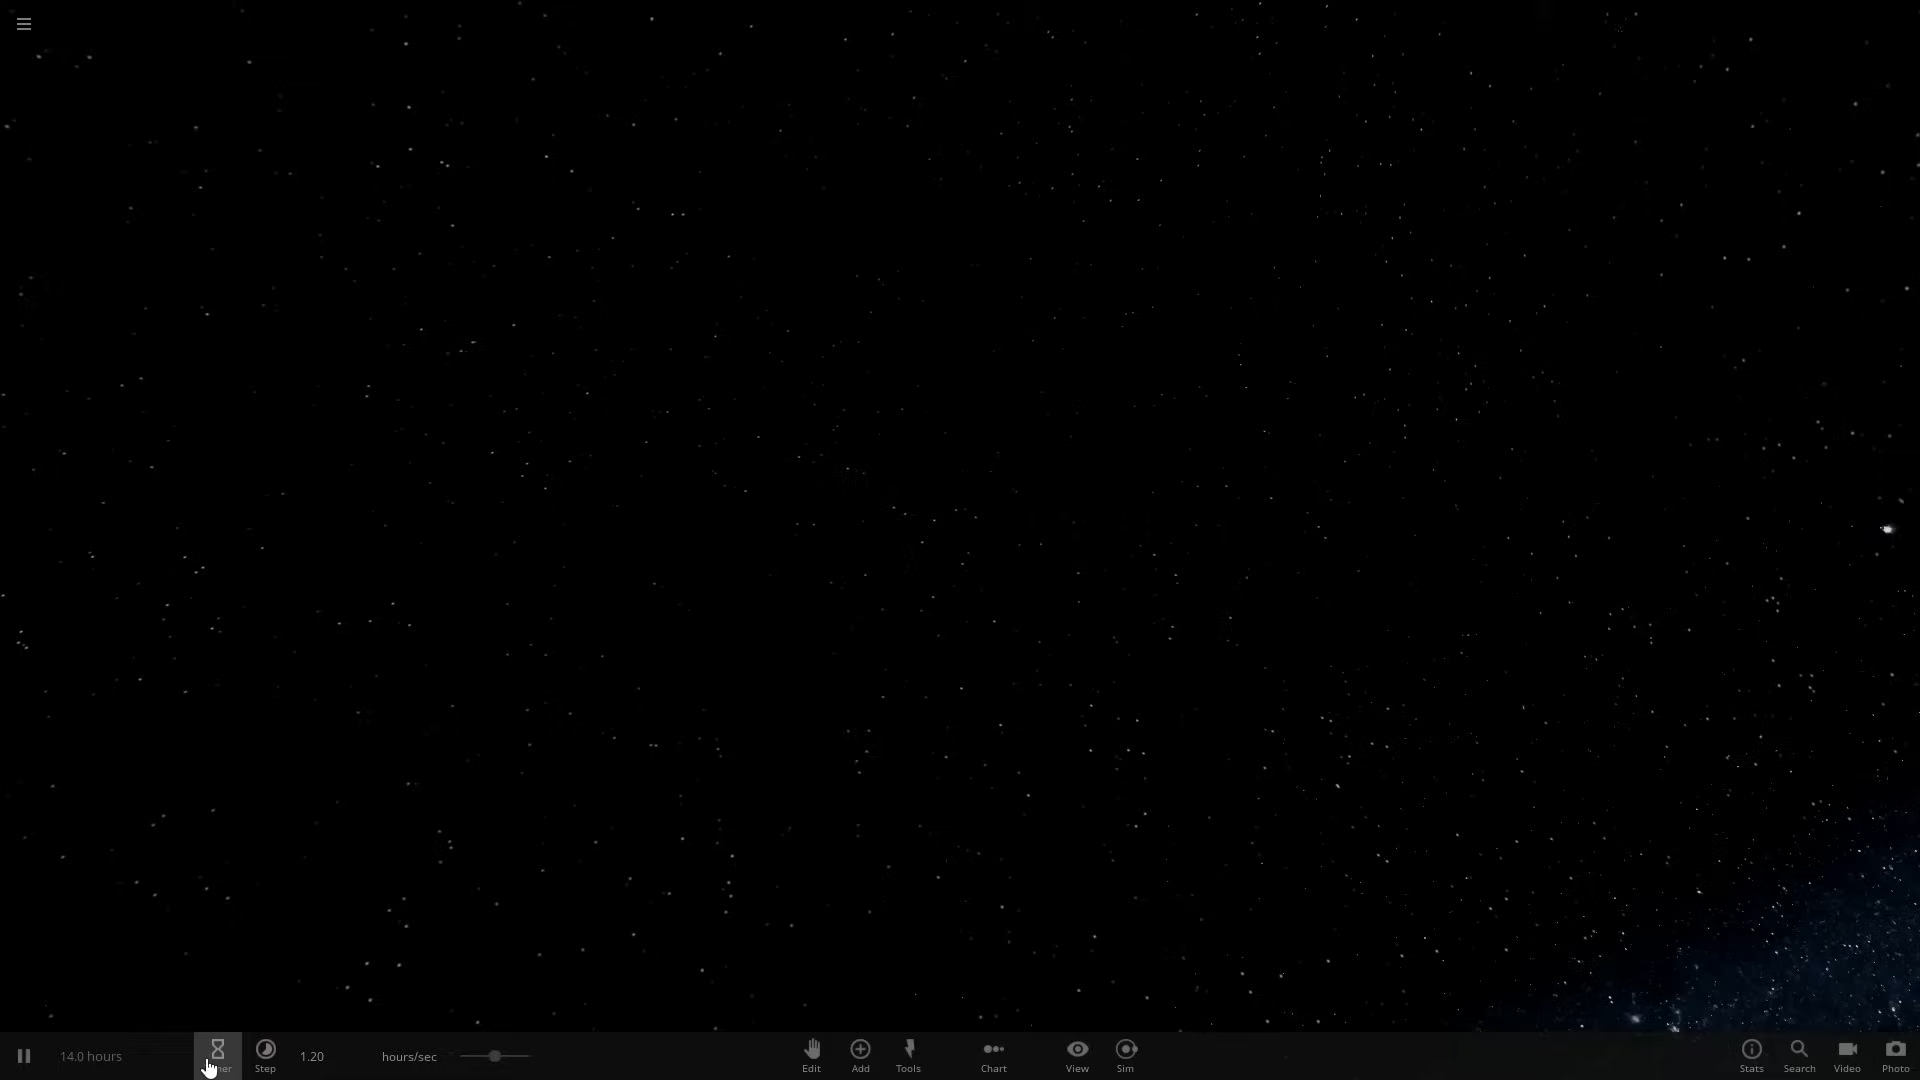 14.0 hours
Step
1.20
hours/sec
Edit
Add
Tools
Chart
View
Sim
Stats
Search
Video
Photo